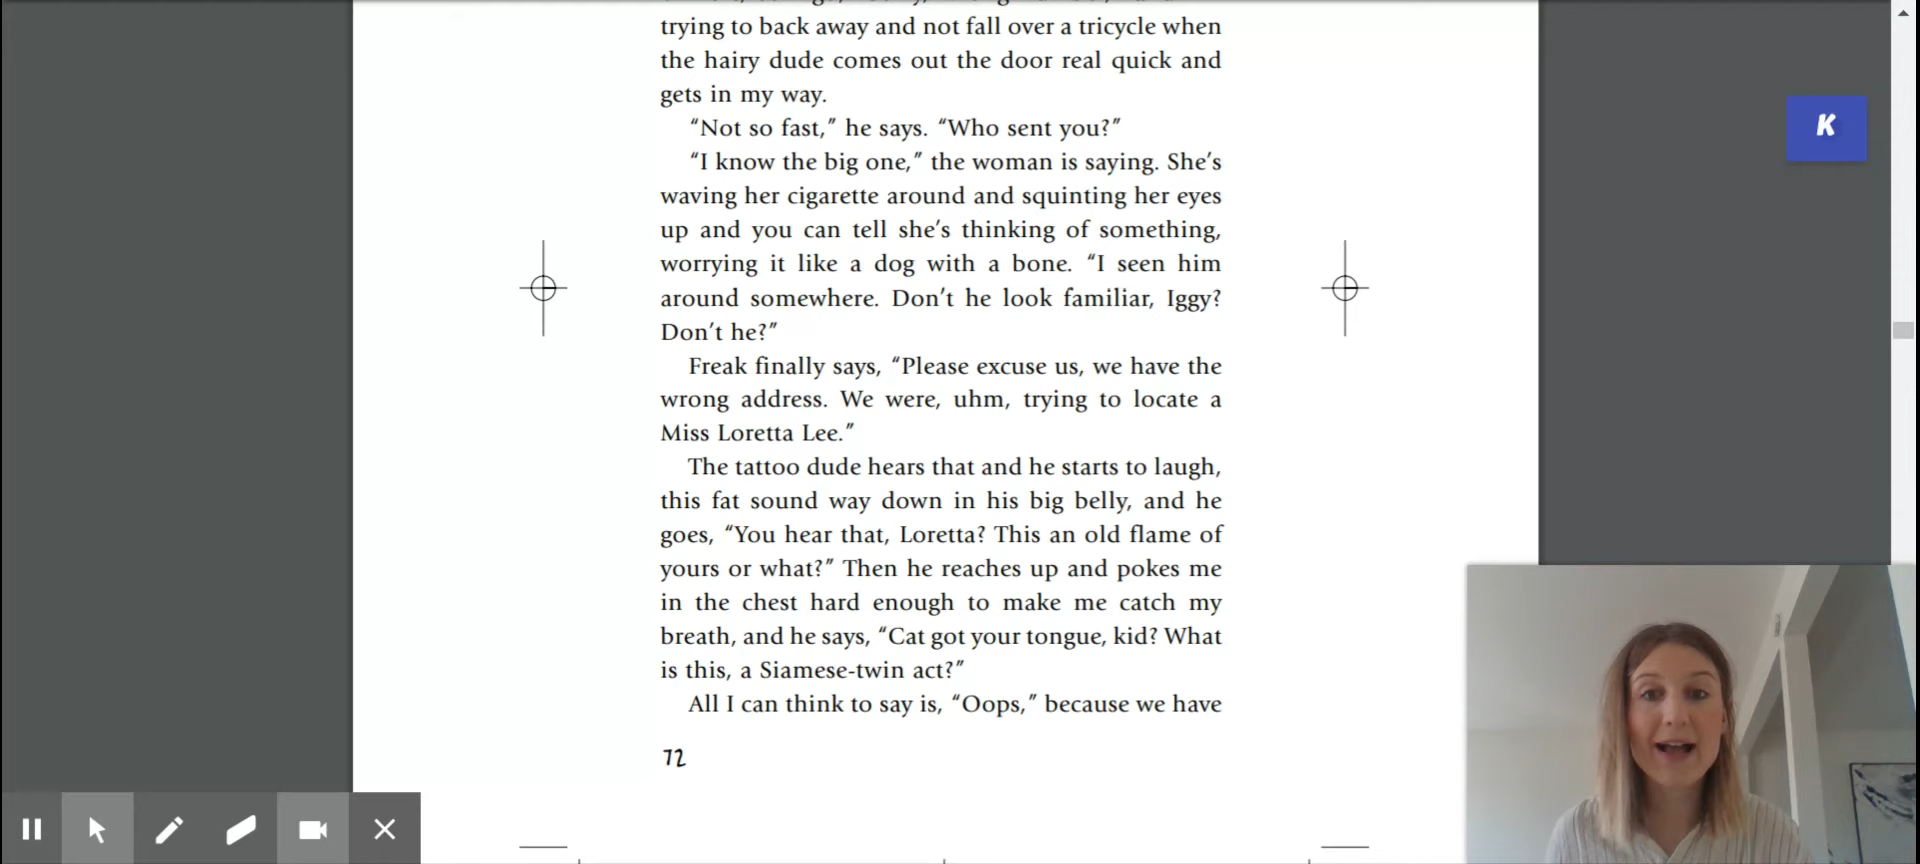 trying to back away and not fall over a tricycle when
the hairy dude comes out the door real quick and
gets in my way.
“Not so fast,” he says. “Who sent you?”
“I know the big one,” the woman is saying. She’s
waving her cigarette around and squinting her eyes
up and you can tell she’s thinking of something,
worrying it like a dog with a bone. “I seen him
around somewhere. Don’t he look familiar, Iggy?
Don’t he?”
Freak finally says, “Please excuse us, we have the
wrong address. We were, uhm, trying to locate a
Miss Loretta Lee.”
The tattoo dude hears that and he starts to laugh,
this fat sound way down in his big belly, and he
goes, “You hear that, Loretta? This an old flame of
yours or what?” Then he reaches up and pokes me
in the chest hard enough to make me catch my
breath, and he says, “Cat got your tongue, kid? What
is this, a Siamese-twin act?”
All I can think to say is, “Oops,” because we have
72
K